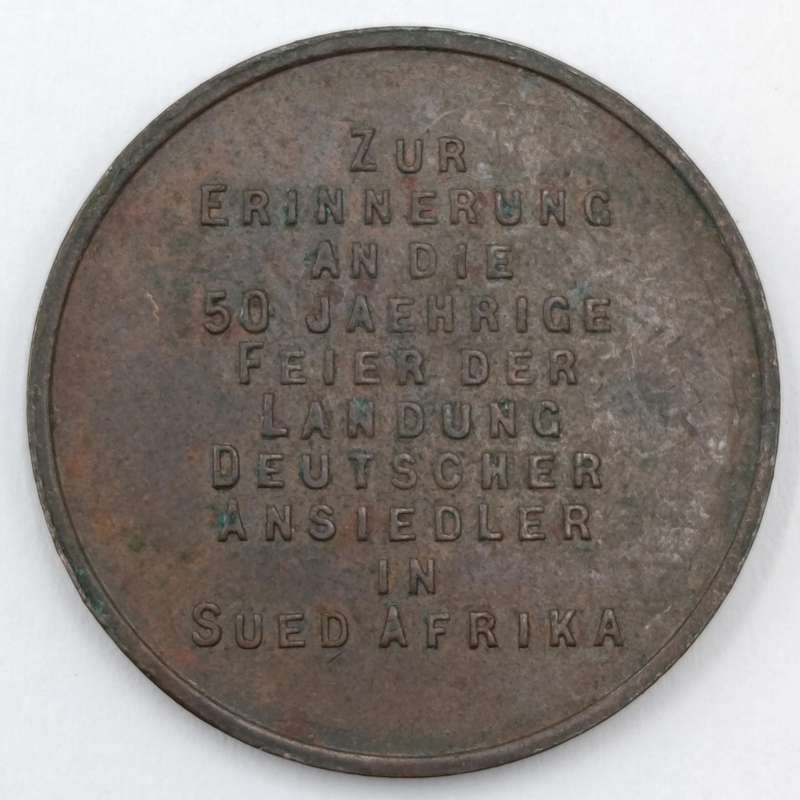 ZUR
ERINNERUNG
AN DIE
50 JAEHRIGE
FEIER DER
LANDUNG
DEUTSCHER
ANSIEDLER
IN
SUED AFRIKA